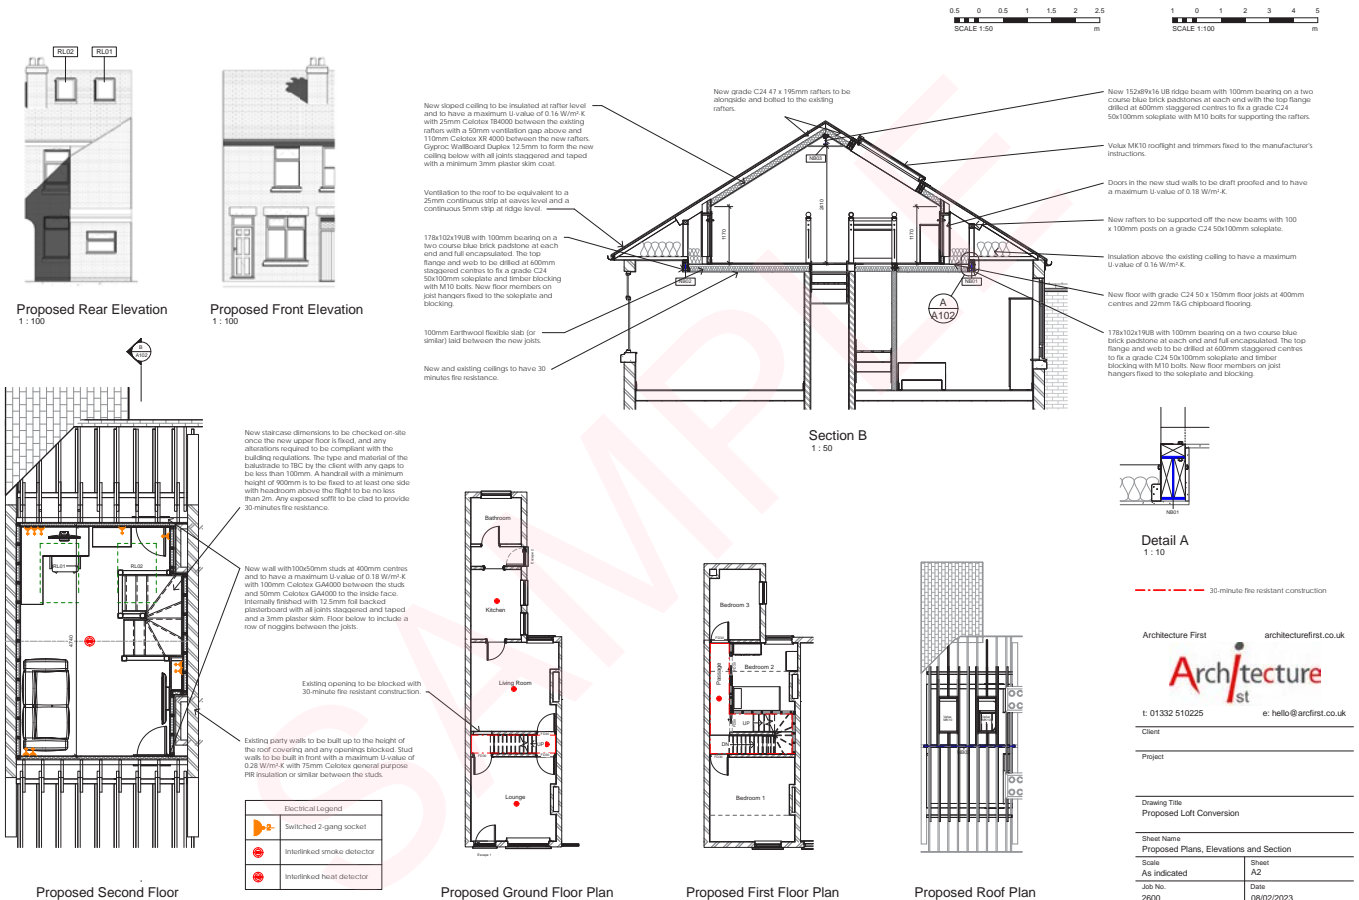 0.5 0 0.5 1 1.5 2 2.5
SCALE 1:50 m
1 0 1 2 3 4 5
SCALE 1:100 m
RL02 RL01
Proposed Rear Elevation
1 : 100
Proposed Front Elevation
1 : 100
New sloped ceiling to be insulated at rafter level
and to have a maximum U-value of 0.16 W/m²·K
with 25mm Celotex TB4000 between the existing
rafters with a 50mm ventilation gap above and
110mm Celotex XR 4000 between the new rafters.
Gyproc WallBoard Duplex 12.5mm to form the new
ceiling below with all joints staggered and taped
with a minimum 3mm plaster skim coat.
Ventilation to the roof to be equivalent to a
25mm continuous strip at eaves level and a
continuous 5mm strip at ridge level.
178x102x19UB with 100mm bearing on a
two course blue brick padstone at each
end and full encapsulated. The top
flange and web to be drilled at 600mm
staggered centres to fix a grade C24
50x100mm soleplate and timber blocking
with M10 bolts. New floor members on
joist hangers fixed to the soleplate and
blocking.
100mm Earthwool flexible slab (or
similar) laid between the new joists.
New and existing ceilings to have 30
minutes fire resistance.
New grade C24 47 x 195mm rafters to be
alongside and bolted to the existing
rafters.
New 152x89x16 UB ridge beam with 100mm bearing on a two
course blue brick padstones at each end with the top flange
drilled at 600mm staggered centres to fix a grade C24
50x100mm soleplate with M10 bolts for supporting the rafters.
Velux MK10 rooflight and trimmers fixed to the manufacturer's
instructions.
Doors in the new stud walls to be draft proofed and to have
a maximum U-value of 0.18 W/m²·K.
New rafters to be supported off the new beams with 100
x 100mm posts on a grade C24 50x100mm soleplate.
Insulation above the existing ceiling to have a maximum
U-value of 0.16 W/m²·K.
New floor with grade C24 50 x 150mm floor joists at 400mm
centres and 22mm T&G chipboard flooring.
178x102x19UB with 100mm bearing on a two course blue
brick padstone at each end and full encapsulated. The top
flange and web to be drilled at 600mm staggered centres
to fix a grade C24 50x100mm soleplate and timber
blocking with M10 bolts. New floor members on joist
hangers fixed to the soleplate and blocking.
NB03
2410
1170
1170
NB02
NB01
A
A102
Section B
1 : 50
NB01
Detail A
1 : 10
30-minute fire resistant construction
B
A102
New staircase dimensions to be checked on-site
once the new upper floor is fixed, and any
alterations required to be compliant with the
building regulations. The type and material of the
balustrade to TBC by the client with any gaps to
be less than 100mm. A handrail with a minimum
height of 900mm is to be fixed to at least one side
with headroom above the flight to be no less
than 2m. Any exposed soffit to be clad to provide
30-minutes fire resistance.
New wall with100x50mm studs at 400mm centres
and to have a maximum U-value of 0.18 W/m²·K
with 100mm Celotex GA4000 between the studs
and 50mm Celotex GA4000 to the inside face.
Internally finished with 12.5mm foil backed
plasterboard with all joints staggered and taped
and a 3mm plaster skim. Floor below to include a
row of noggins between the joists.
Existing opening to be blocked with
30-minute fire resistant construction.
Existing party walls to be built up to the height of
the roof covering and any openings blocked. Stud
walls to be built in front with a maximum U-value of
0.28 W/m²·K with 75mm Celotex general purpose
PIR insulation or similar between the studs.
RL01
RL02
4740
Electrical Legend
Switched 2-gang socket
Interlinked smoke detector
Interlinked heat detector
Proposed Second Floor
Bathroom
Kitchen
Living Room
UP
Lounge
Escape 1
Proposed Ground Floor Plan
Bedroom 3
Passage
Bedroom 2
UP
DN
Bedroom 1
Proposed First Floor Plan
Proposed Roof Plan
Architecture First architecturefirst.co.uk
Architecture
1st
t: 01332 510225 e: hello@arcfirst.co.uk
Client
Project
Drawing Title
Proposed Loft Conversion
Sheet Name
Proposed Plans, Elevations and Section
Scale Sheet
As indicated A2
Job No. Date
2600 08/02/2023
SAMPLE